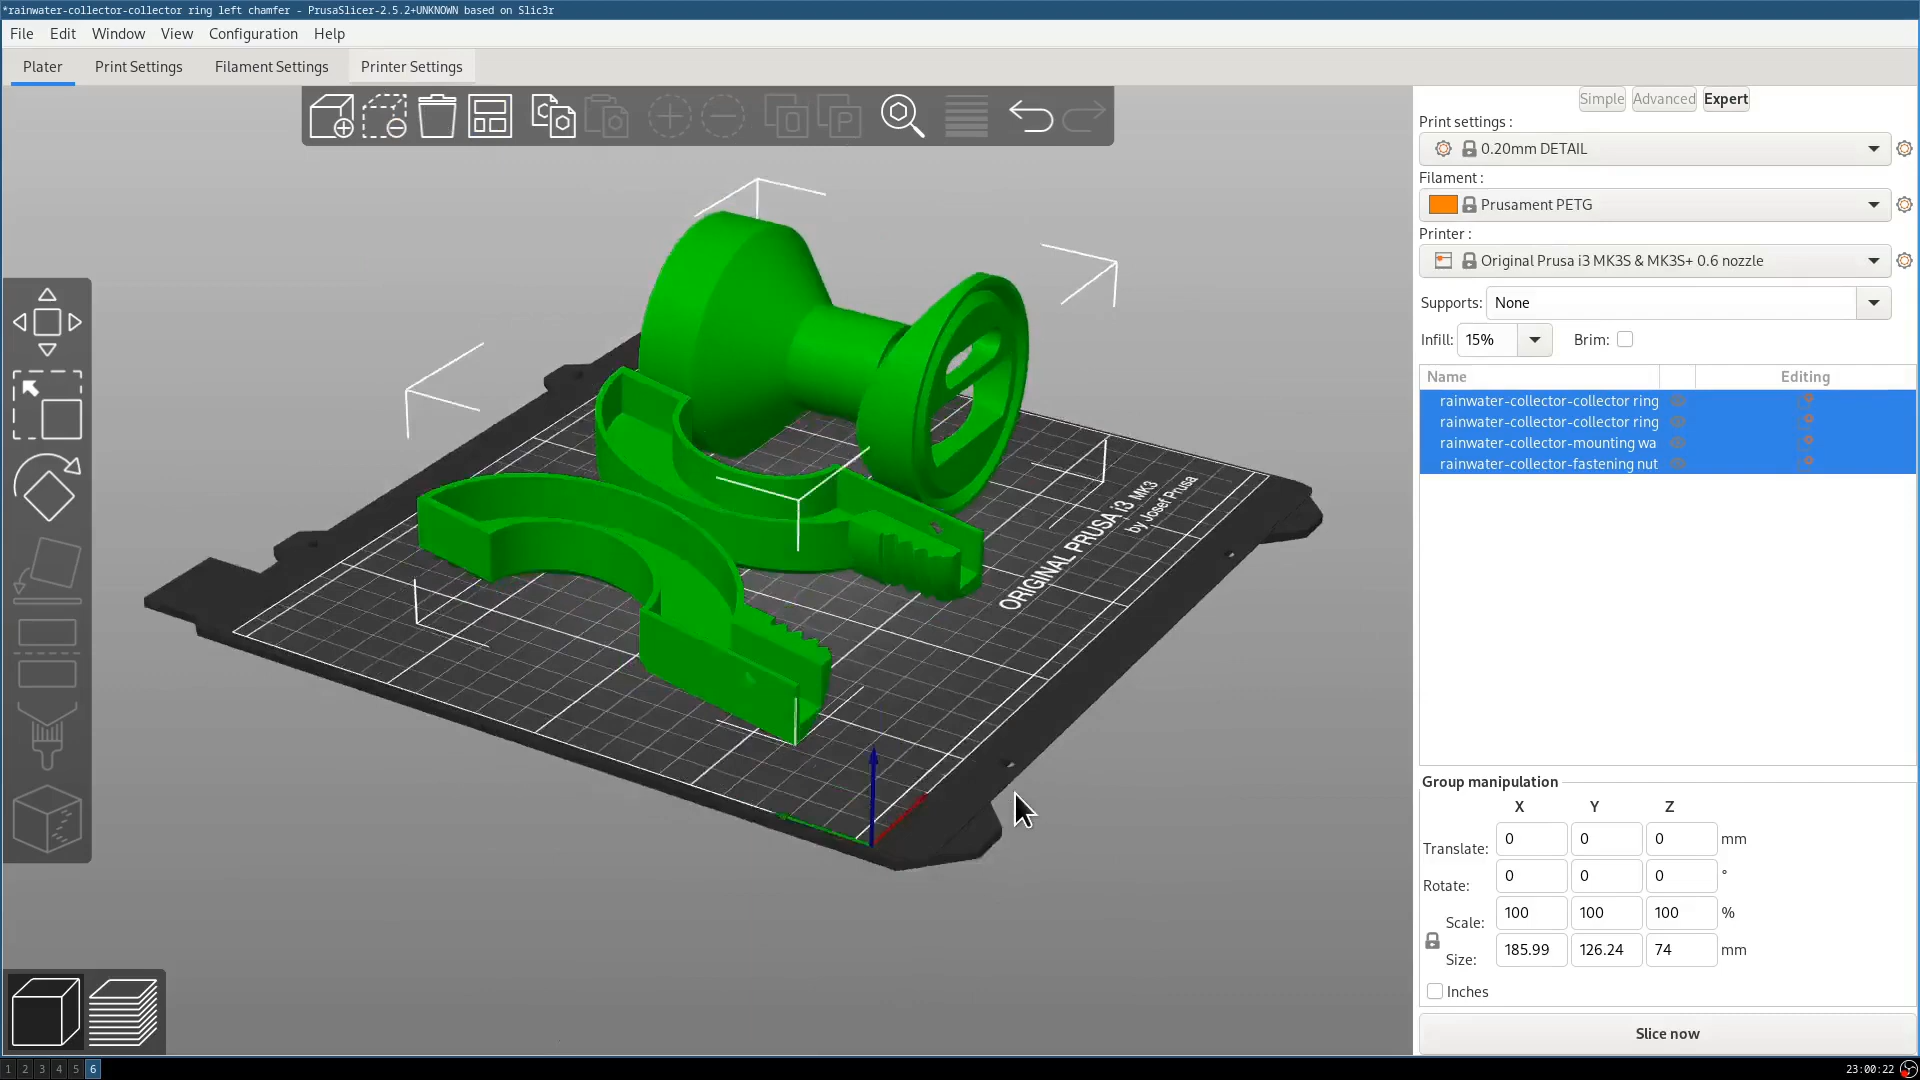 *rainwater-collector-collector ring left chamfer - PrusaSlicer-2.5.2+UNKNOWN based on Slic3r
File Edit Window View Configuration Help
Plater Print Settings Filament Settings Printer Settings
Simple Advanced Expert
Print settings :
0.20mm DETAIL
Filament :
Prusament PETG
Printer :
Original Prusa i3 MK3S & MK3S+ 0.6 nozzle
Supports: None
Infill: 15% Brim:
Name Editing
rainwater-collector-collector ring
rainwater-collector-collector ring
rainwater-collector-mounting wa
rainwater-collector-fastening nut
ORIGINAL PRUSA i3 MK3
by Josef Prusa
Group manipulation
X Y Z
Translate: 0 0 0 mm
Rotate: 0 0 0 °
Scale: 100 100 100 %
Size: 185.99 126.24 74 mm
Inches
Slice now
1 2 3 4 5 6
23:00:22